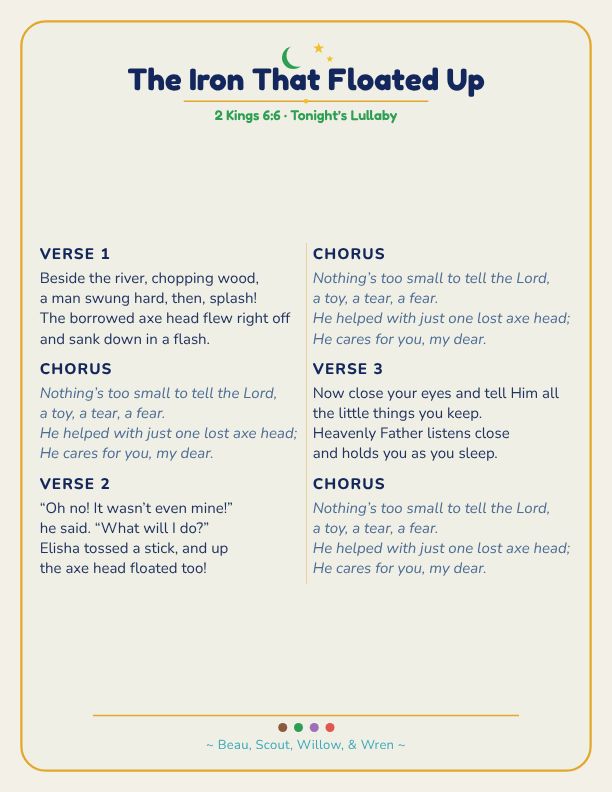 The Iron That Floated Up
2 Kings 6:6 · Tonight's Lullaby
VERSE 1
Beside the river, chopping wood,
a man swung hard, then, splash!
The borrowed axe head flew right off
and sank down in a flash.
CHORUS
Nothing's too small to tell the Lord,
a toy, a tear, a fear.
He helped with just one lost axe head;
He cares for you, my dear.
VERSE 2
“Oh no! It wasn't even mine!”
he said. “What will I do?”
Elisha tossed a stick, and up
the axe head floated too!
CHORUS
Nothing's too small to tell the Lord,
a toy, a tear, a fear.
He helped with just one lost axe head;
He cares for you, my dear.
VERSE 3
Now close your eyes and tell Him all
the little things you keep.
Heavenly Father listens close
and holds you as you sleep.
CHORUS
Nothing's too small to tell the Lord,
a toy, a tear, a fear.
He helped with just one lost axe head;
He cares for you, my dear.
~ Beau, Scout, Willow, & Wren ~